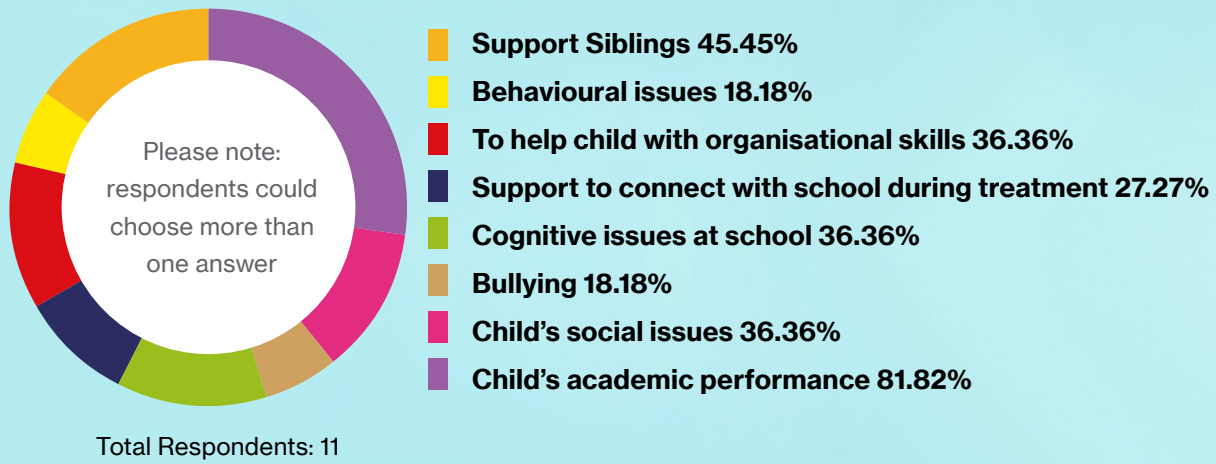 Please note:
respondents could
choose more than
one answer
Total Respondents: 11
Support Siblings 45.45%
Behavioural issues 18.18%
To help child with organisational skills 36.36%
Support to connect with school during treatment 27.27%
Cognitive issues at school 36.36%
Bullying 18.18%
Child’s social issues 36.36%
Child’s academic performance 81.82%